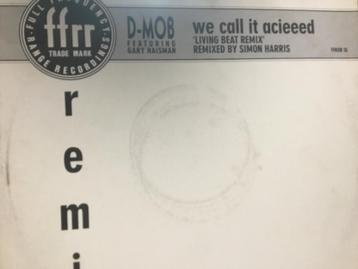 FULL FREQUENCY
ffrr
TRADE MARK
RANGE RECORDINGS
D-MOB
FEATURING
GARY HAISMAN
we call it acieeed
'LIVING BEAT REMIX'
REMIXED BY SIMON HARRIS
r
e
m
i